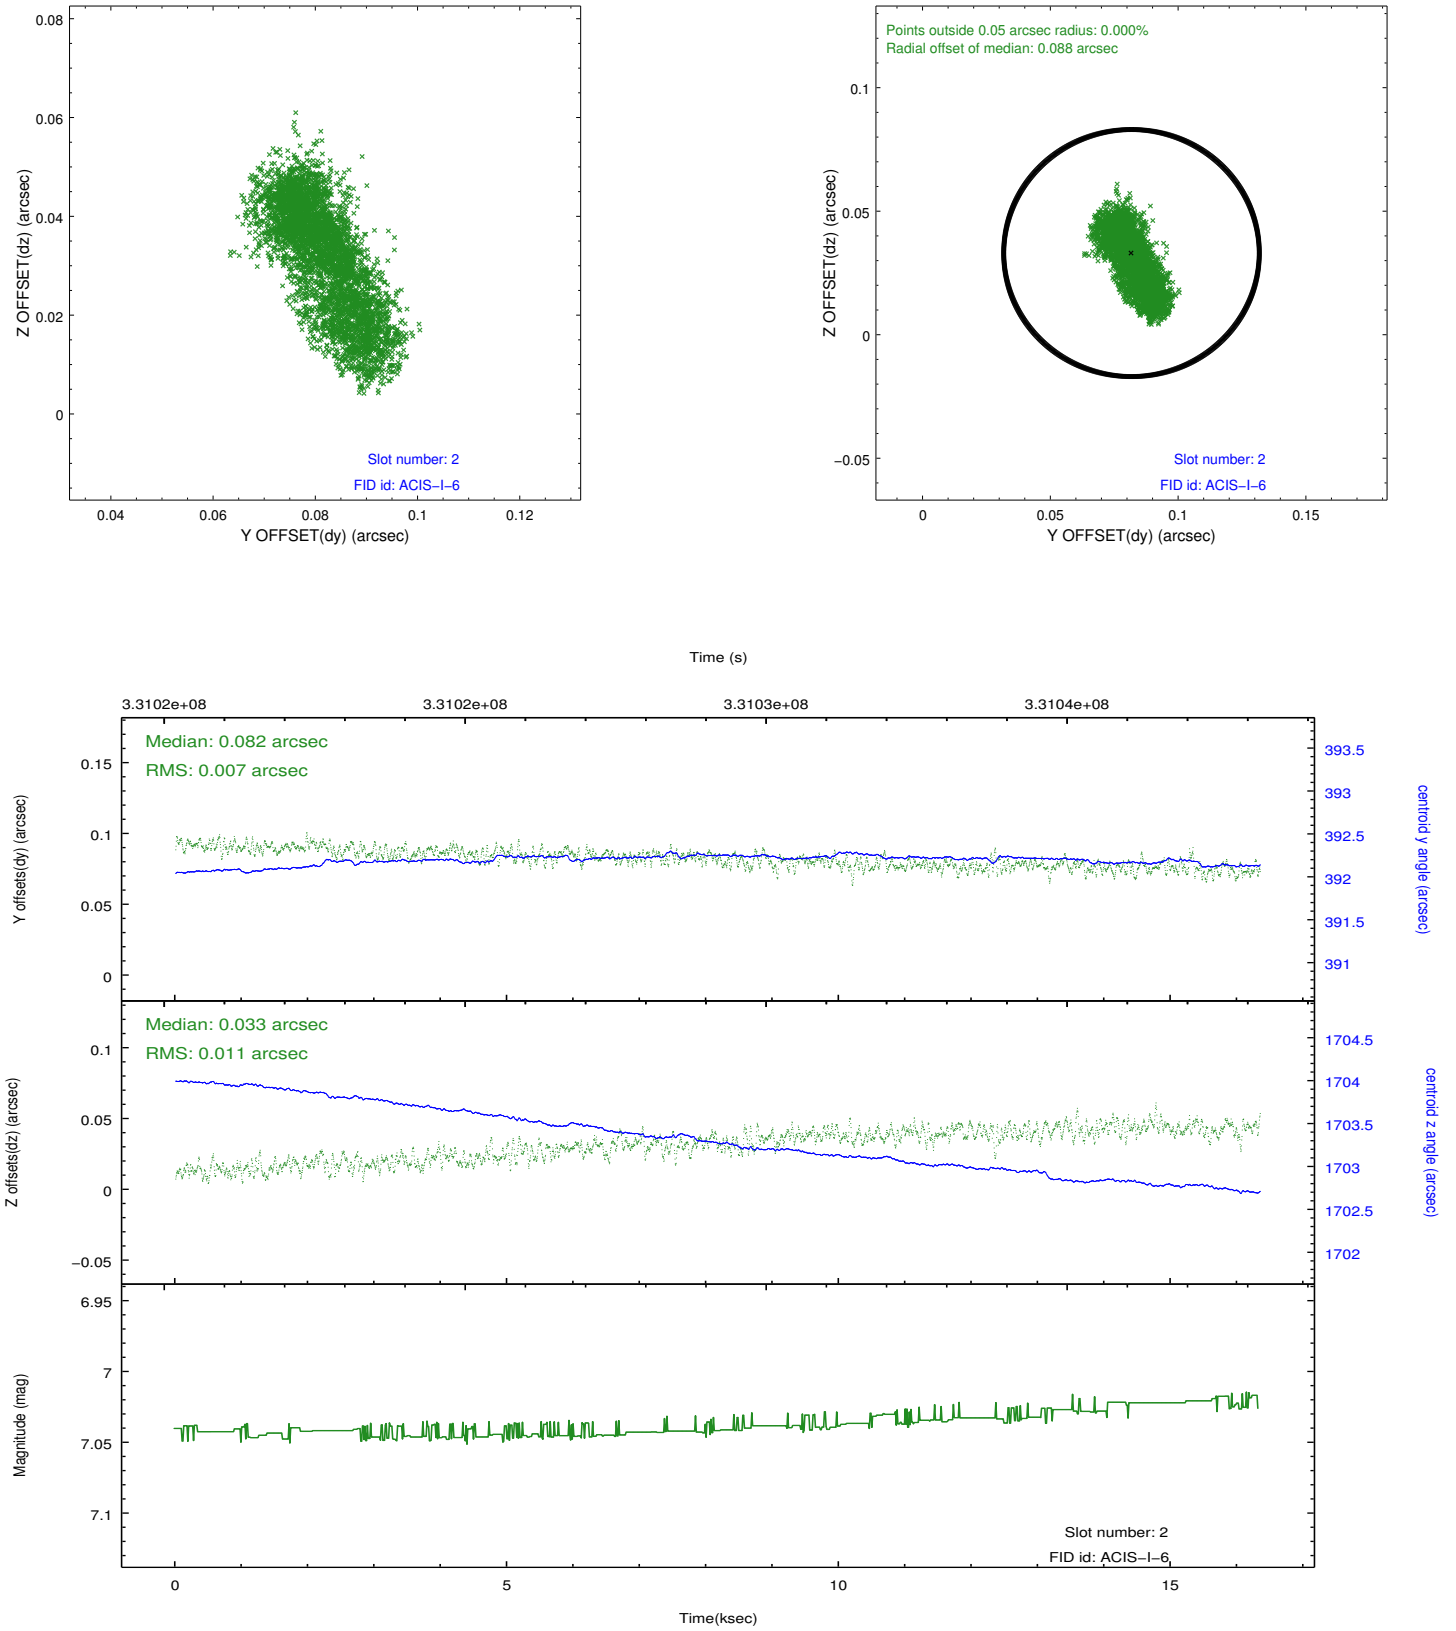 0.08
0.06
0.04
0.02
0
Z OFFSET(dz) (arcsec)
Slot number: 2
FID id: ACIS−I−6
0.04
0.06
0.08
0.1
0.12
Y OFFSET(dy) (arcsec)
Points outside 0.05 arcsec radius: 0.000%
Radial offset of median: 0.088 arcsec
0.1
0.05
0
−0.05
Z OFFSET(dz) (arcsec)
Slot number: 2
FID id: ACIS−I−6
0
0.05
0.1
0.15
Y OFFSET(dy) (arcsec)
Time (s)
3.3102e+08
3.3102e+08
3.3103e+08
3.3104e+08
Median: 0.082 arcsec
RMS: 0.007 arcsec
0.15
0.1
0.05
0
Y offsets(dy) (arcsec)
393.5
393
392.5
392
391.5
391
centroid y angle (arcsec)
Median: 0.033 arcsec
RMS: 0.011 arcsec
0.1
0.05
0
−0.05
Z offsets(dz) (arcsec)
1704.5
1704
1703.5
1703
1702.5
1702
centroid z angle (arcsec)
6.95
7
7.05
7.1
Magnitude (mag)
Slot number: 2
FID id: ACIS−I−6
0
5
10
15
Time(ksec)